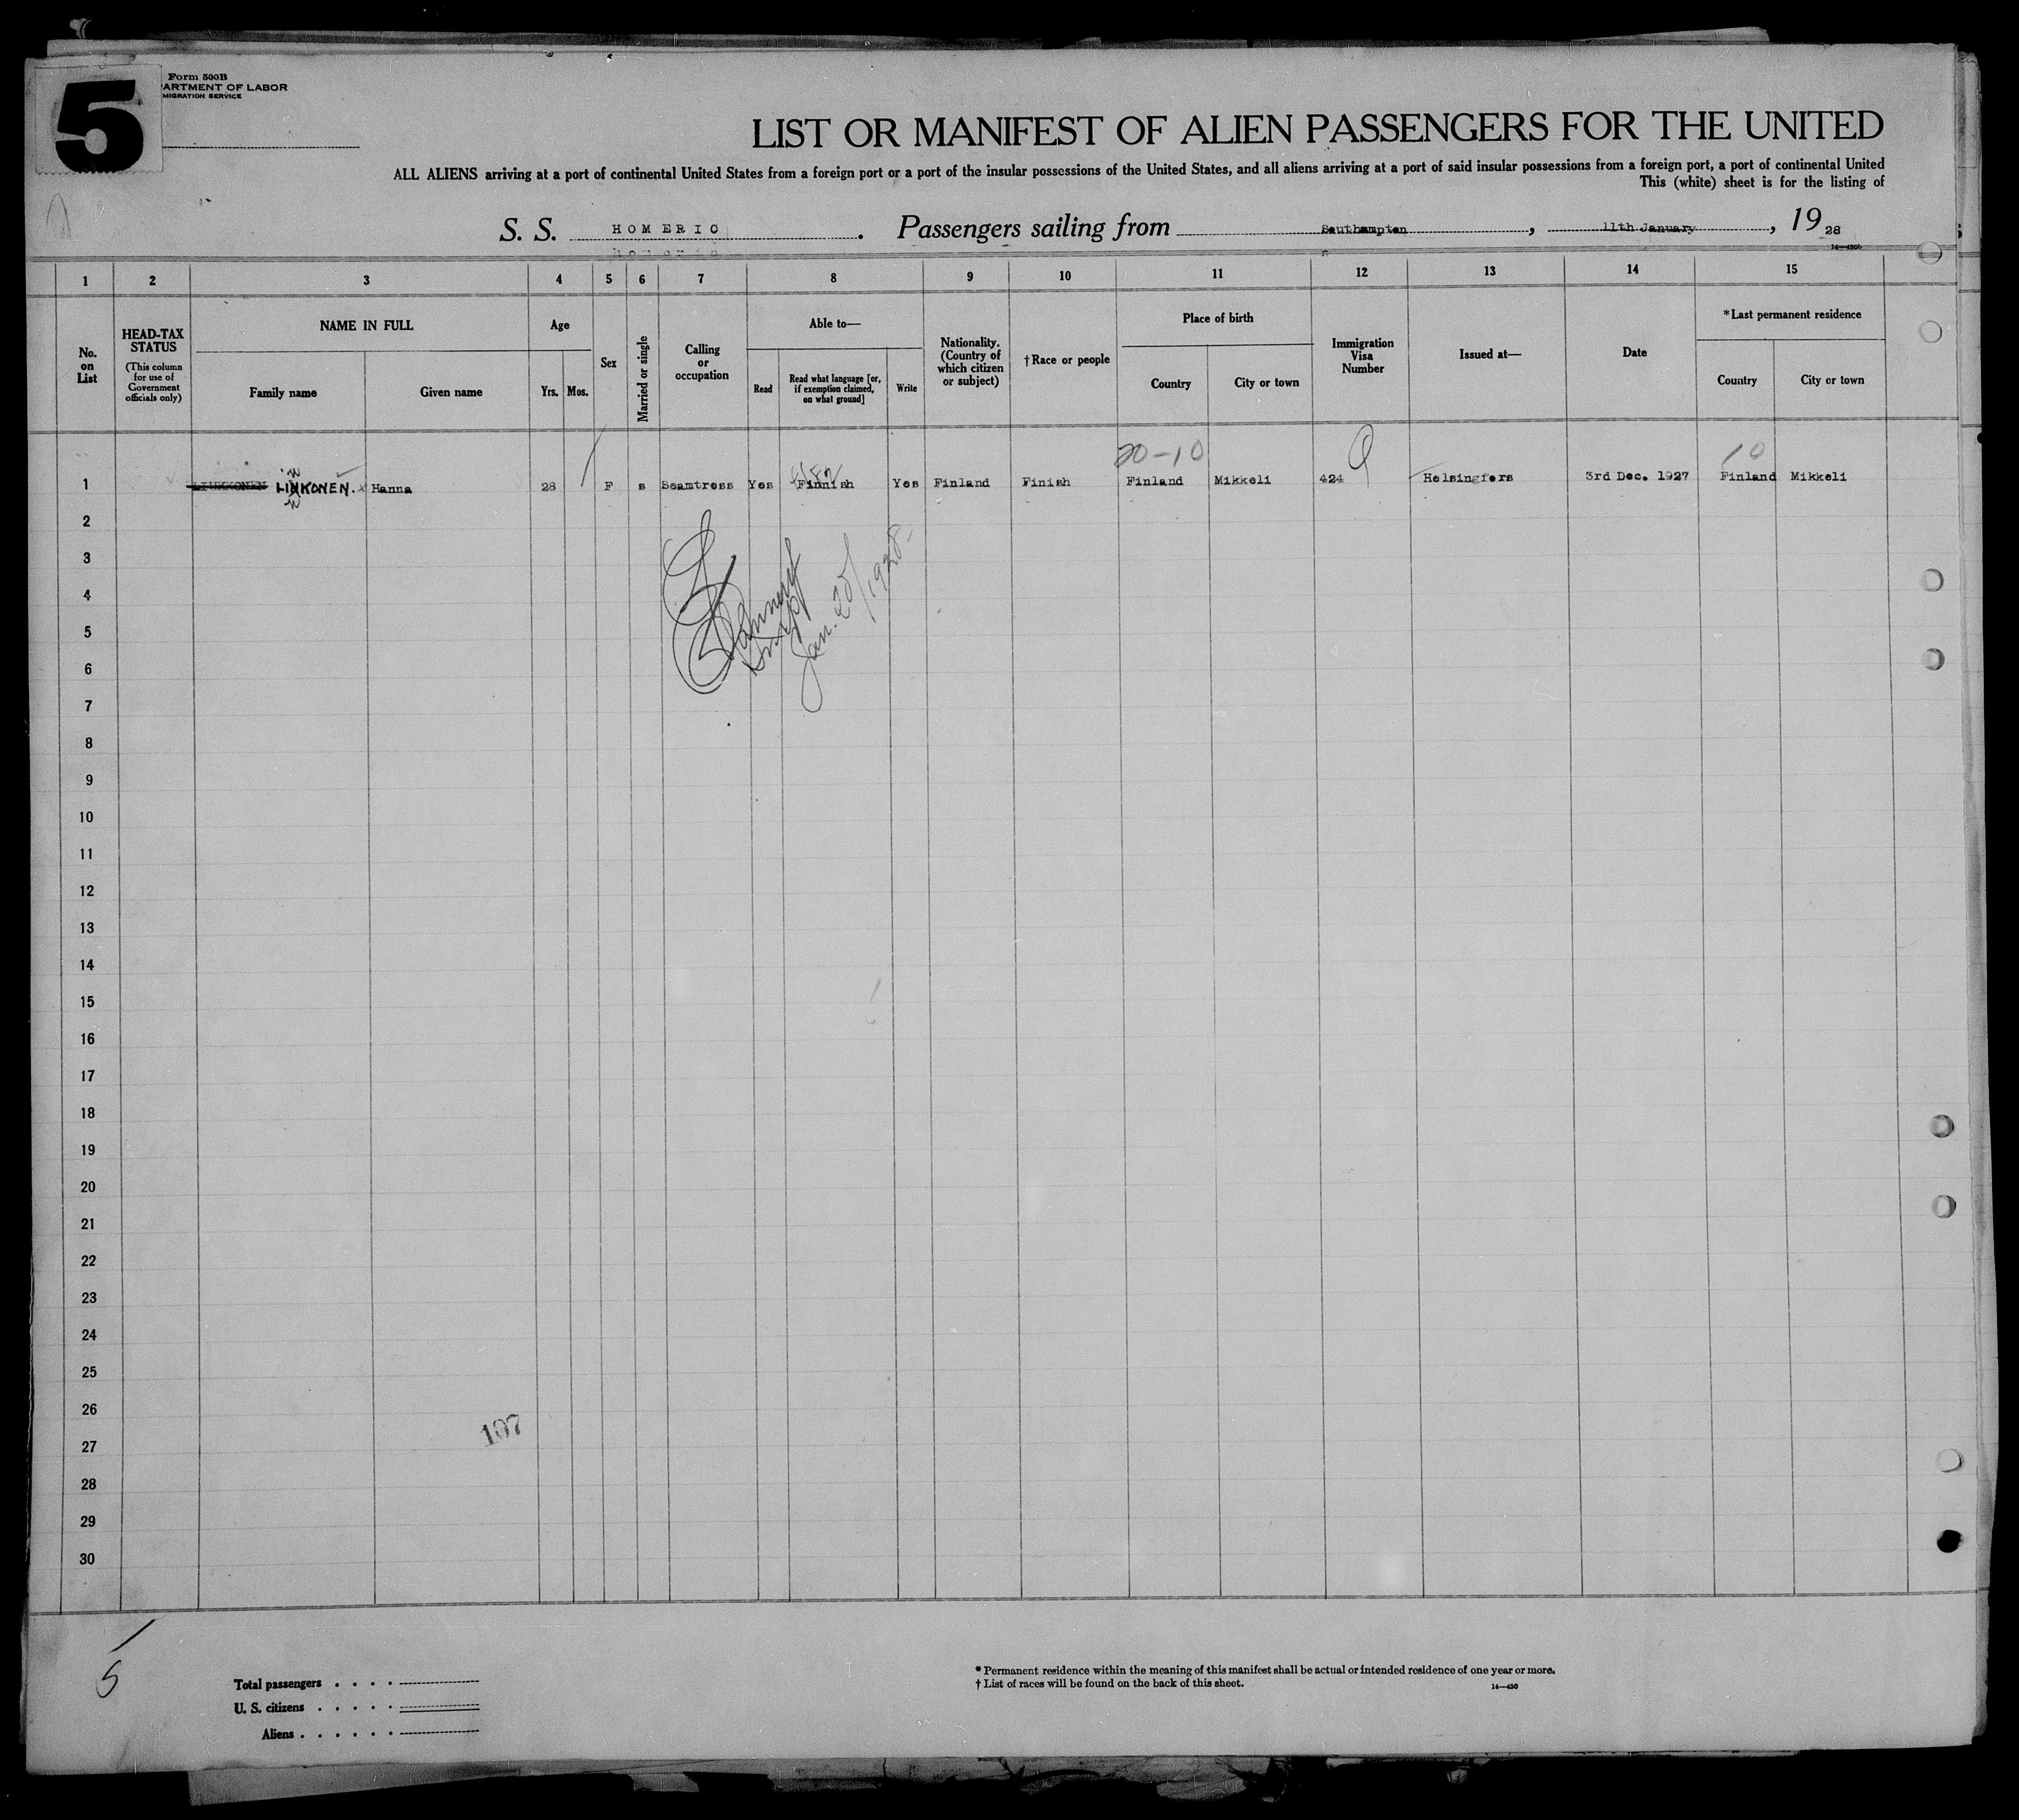 5
Form 500B
PARTMENT OF LABOR
MIGRATION SERVICE
LIST OR MANIFEST OF ALIEN PASSENGERS FOR THE UNITED
ALL ALIENS arriving at a port of continental United States from a foreign port or a port of the insular possessions of the United States, and all aliens arriving at a port of said insular possessions from a foreign port, a port of continental United
This (white) sheet is for the listing of
S. S. HOMERIC. Passengers sailing from Southampton, 11th January, 1928
14—430b
1 2 3 4 5 6 7 8 9 10 11 12 13 14 15
No. on List
HEAD-TAX STATUS
(This column for use of Government officials only)
NAME IN FULL
Family name
Given name
Age
Yrs.
Mos.
Sex
Married or single
Calling or occupation
Able to—
Read
Read what language [or, if exemption claimed, on what ground]
Write
Nationality. (Country of which citizen or subject)
†Race or people
Place of birth
Country
City or town
Immigration Visa Number
Issued at—
Date
*Last permanent residence
Country
City or town
20-10
10
1 LINKONEN. x Hanna 28 F s Seamtress Yes Finnish Yes Finland Finish Finland Mikkeli 424 Helsingfors 3rd Dec. 1927 Finland Mikkeli
2
3
Jan. 20/1928.
4
5
6
7
8
9
10
11
12
13
14
15
16
17
18
19
20
21
22
23
24
25
26
107
27
28
29
30
5
Total passengers
U. S. citizens
Aliens
* Permanent residence within the meaning of this manifest shall be actual or intended residence of one year or more.
† List of races will be found on the back of this sheet.
14—430